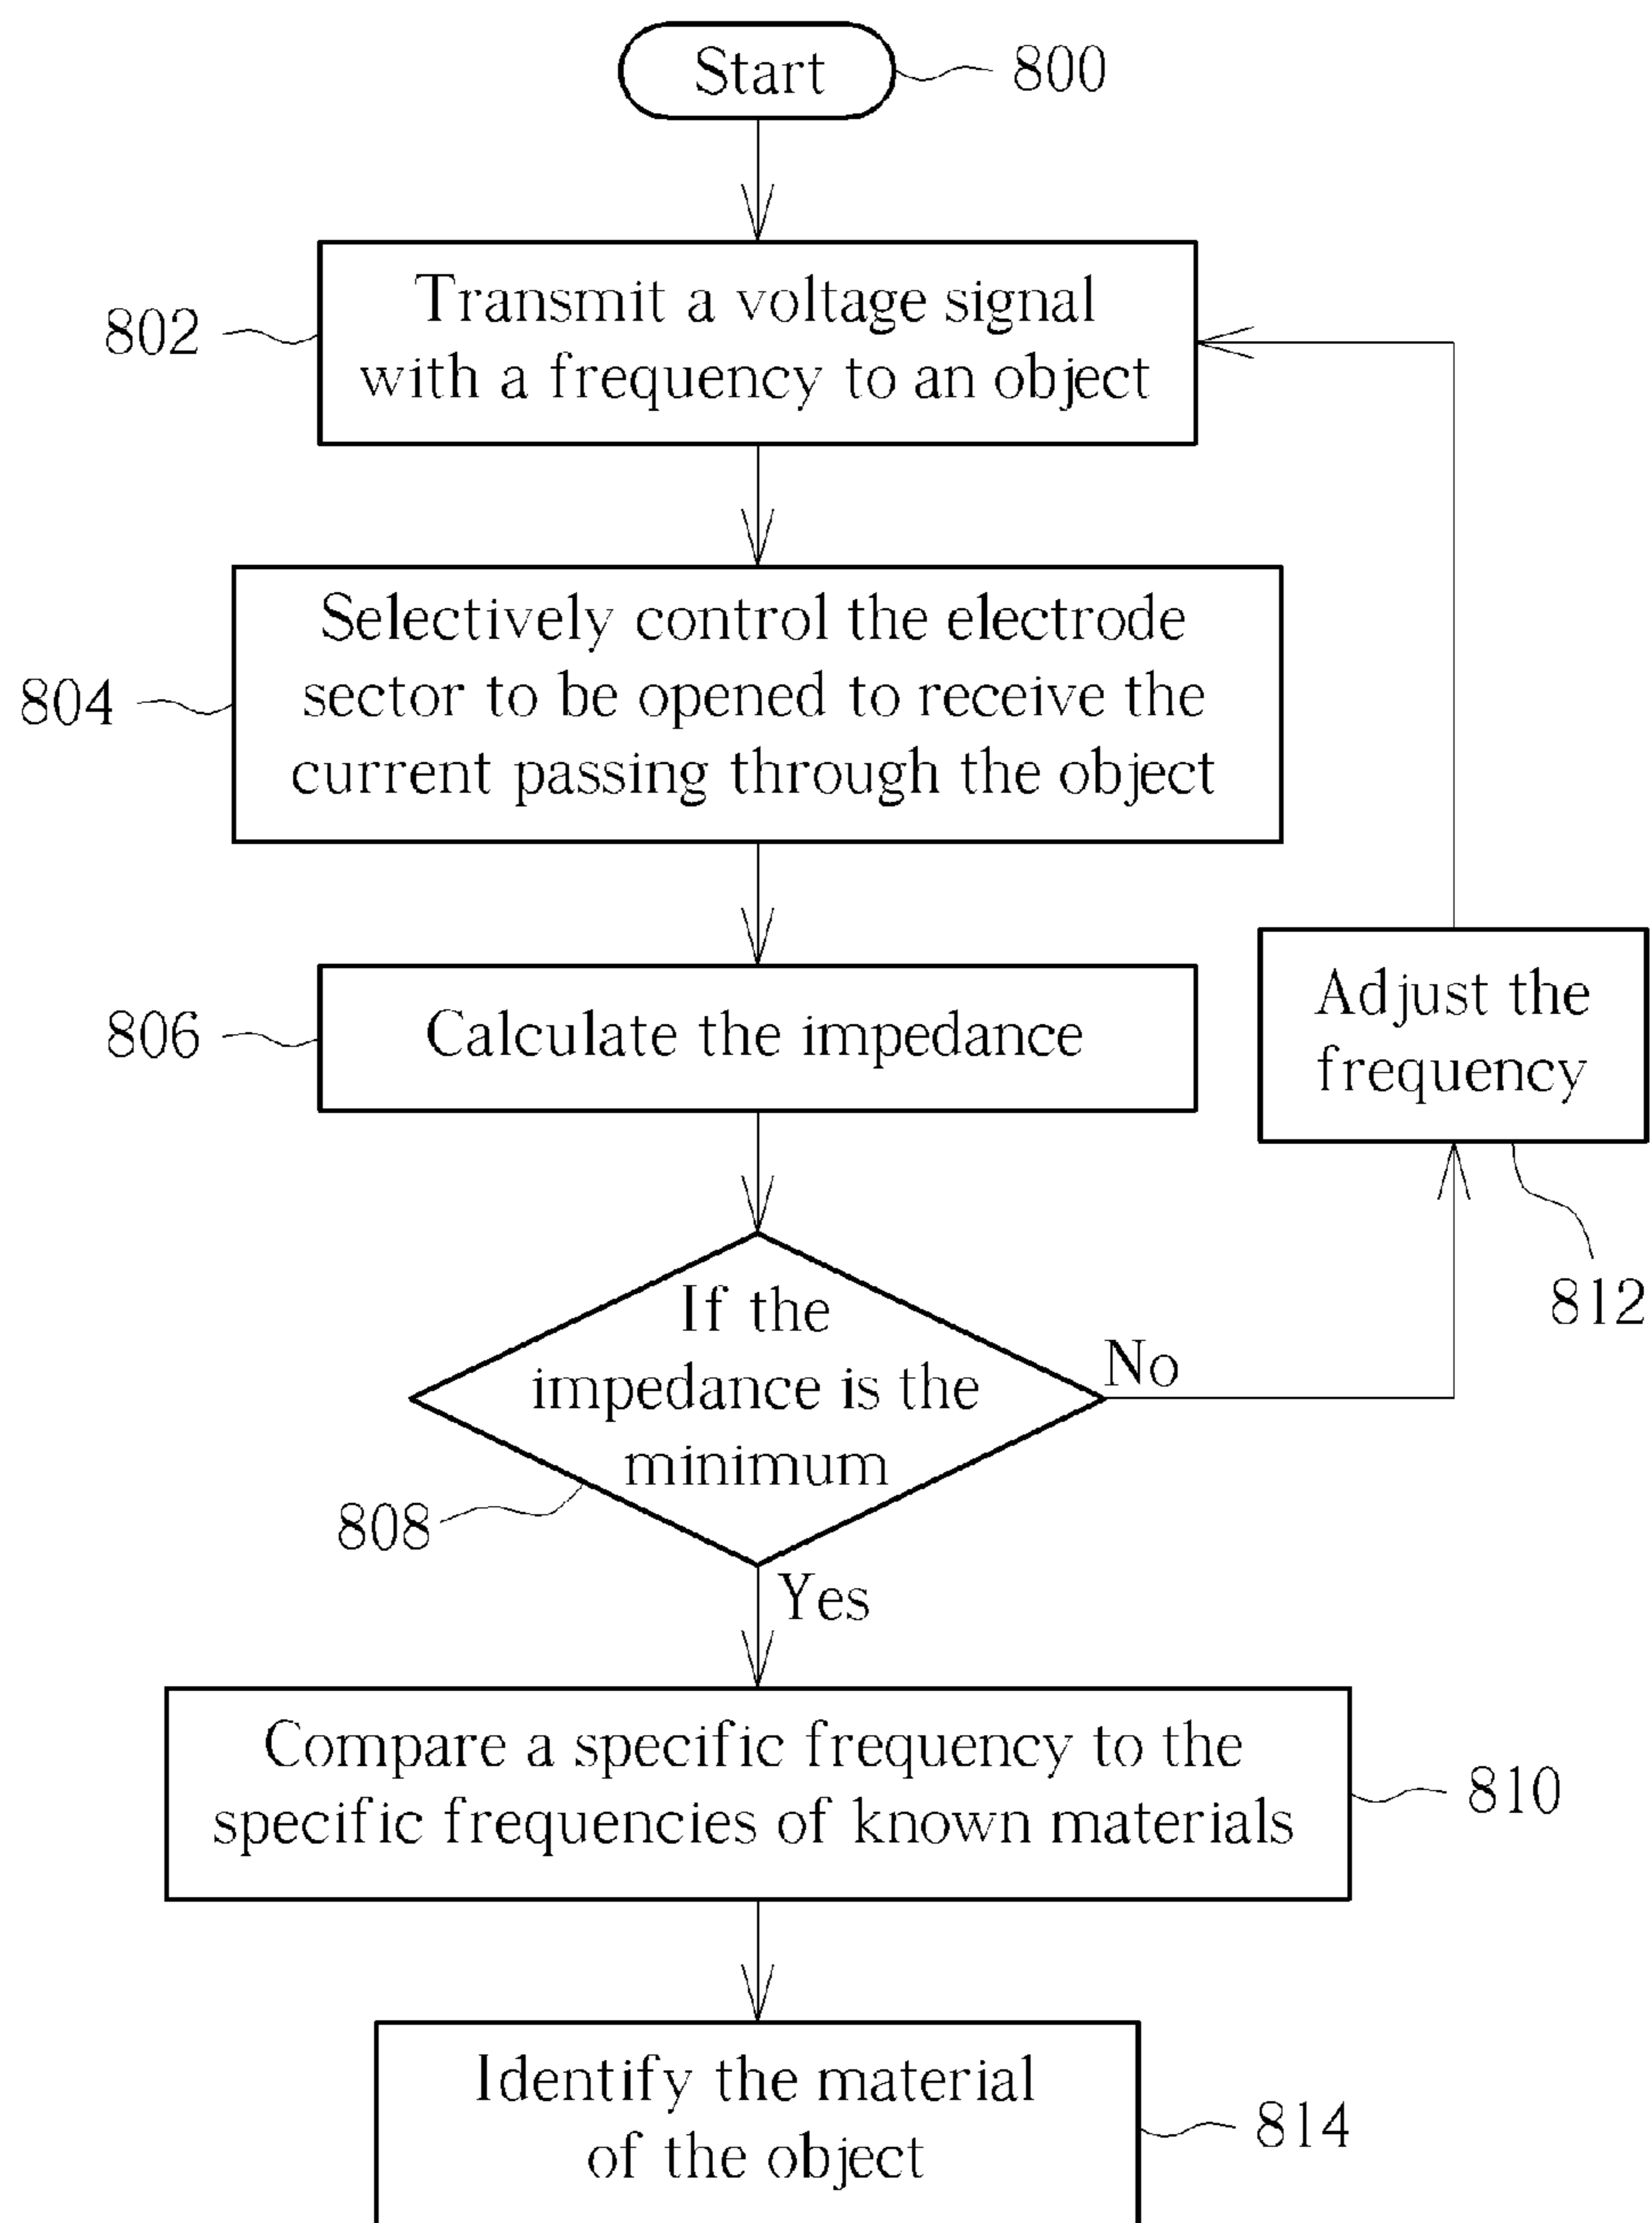 Start
800
Transmit a voltage signal
with a frequency to an object
802
Selectively control the electrode
sector to be opened to receive the
current passing through the object
804
Calculate the impedance
806
Adjust the
frequency
812
If the
impedance is the
minimum
No
808
Yes
Compare a specific frequency to the
specific frequencies of known materials
810
Identify the material
of the object
814